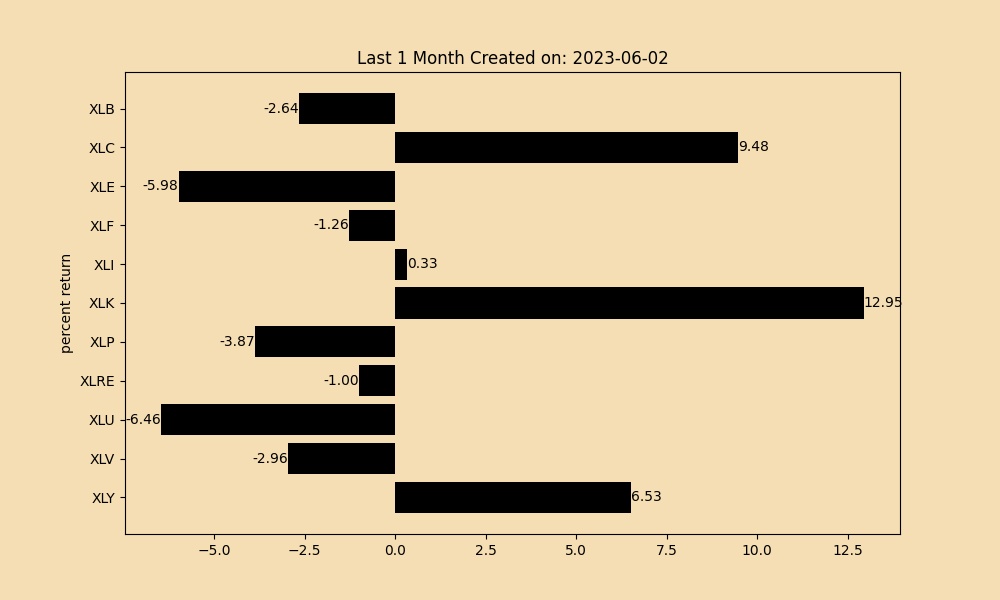 Last 1 Month Created on: 2023-06-02
percent return
XLB -2.64
XLC 9.48
XLE -5.98
XLF -1.26
XLI 0.33
XLK 12.95
XLP -3.87
XLRE -1.00
XLU -6.46
XLV -2.96
XLY 6.53
−5.0 −2.5 0.0 2.5 5.0 7.5 10.0 12.5